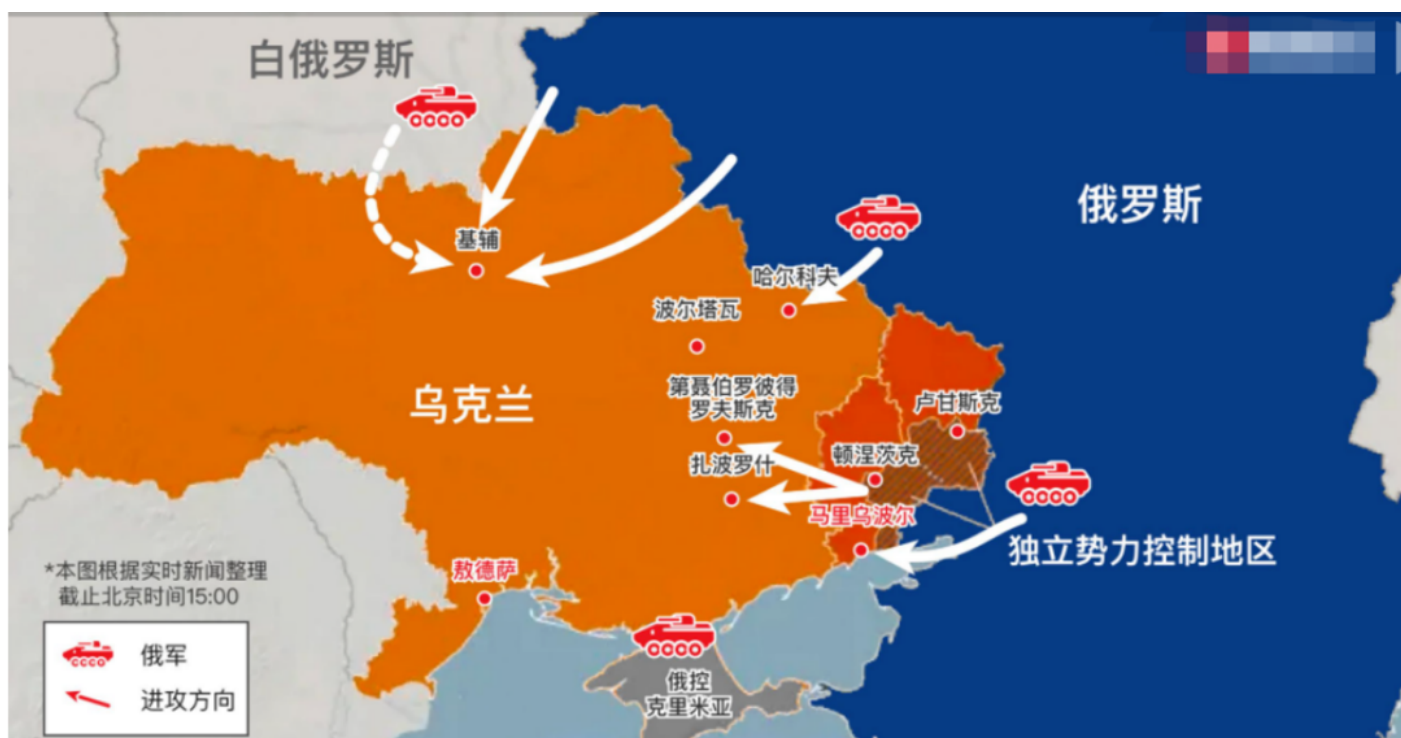 白俄罗斯
俄罗斯
基辅
哈尔科夫
波尔塔瓦
第聂伯罗彼得
罗夫斯克
乌克兰
卢甘斯克
顿涅茨克
扎波罗什
马里乌波尔
独立势力控制地区
*本图根据实时新闻整理
截止北京时间15:00
敖德萨
俄军
进攻方向
俄控
克里米亚